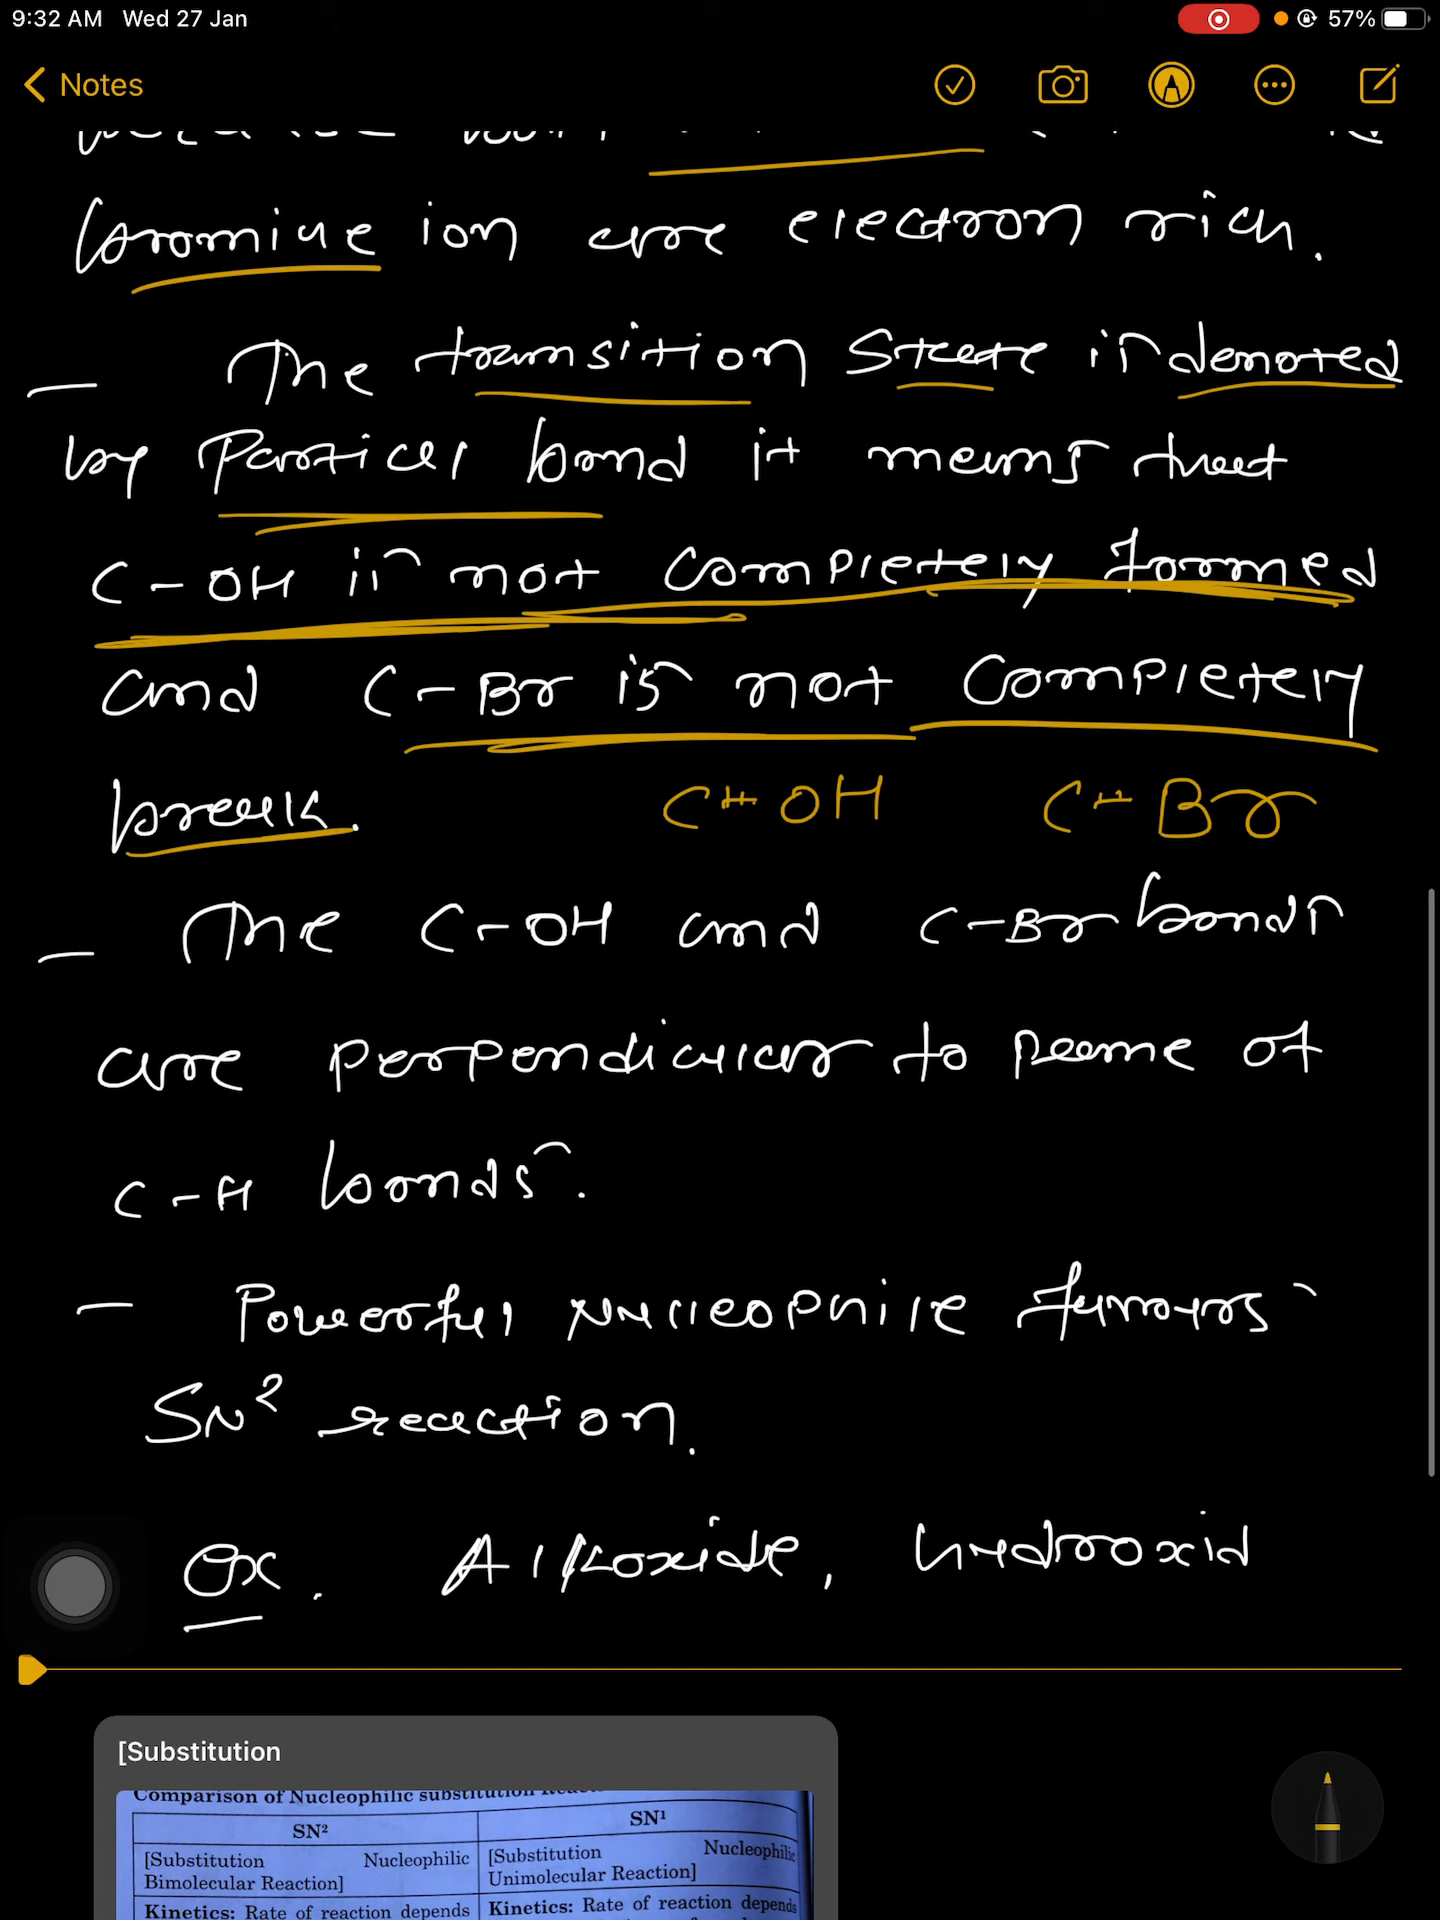 9:32 AM Wed 27 Jan
57%
Notes
bromine ion are electron rich.
— The transition state is denoted
by Partial bond it means that
C-OH is not completely formed
and C-Br is not completely
break. C-OH C-Br
— The C-OH and C-Br bonds
are perpendicular to plane of
C-H bonds.
— Powerful Nucleophile favours
SN² reaction.
Ex. Alkoxide, hydroxid
[Substitution
Comparison of Nucleophilic substitution
SN² SN¹
[Substitution Nucleophilic [Substitution Nucleophilic
Bimolecular Reaction] Unimolecular Reaction]
Kinetics: Rate of reaction depends Kinetics: Rate of reaction depends